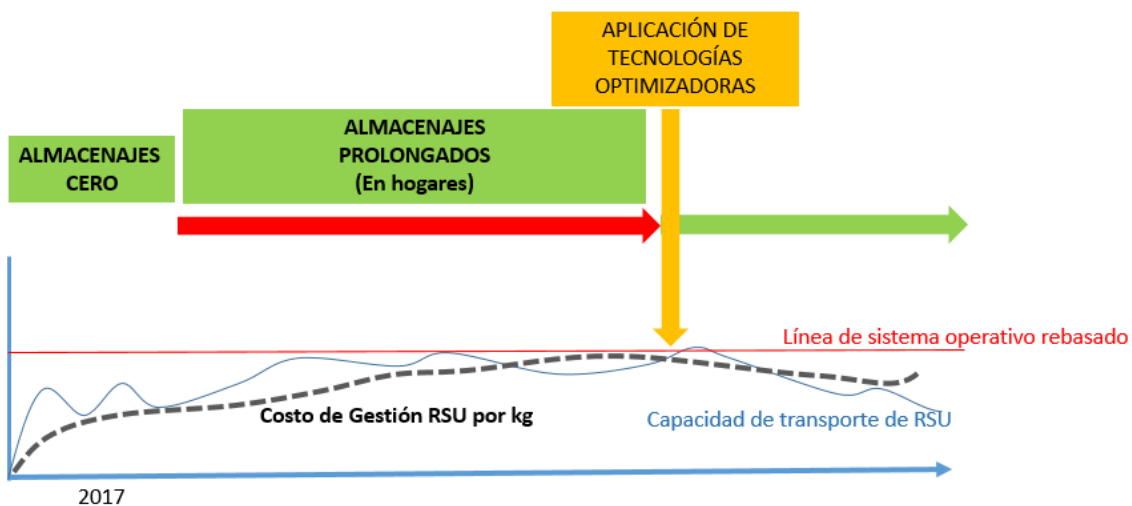 APLICACIÓN DE
TECNOLOGÍAS
OPTIMIZADORAS
ALMACENAJES
CERO
ALMACENAJES
PROLONGADOS
(En hogares)
Línea de sistema operativo rebasado
Costo de Gestión RSU por kg
Capacidad de transporte de RSU
2017